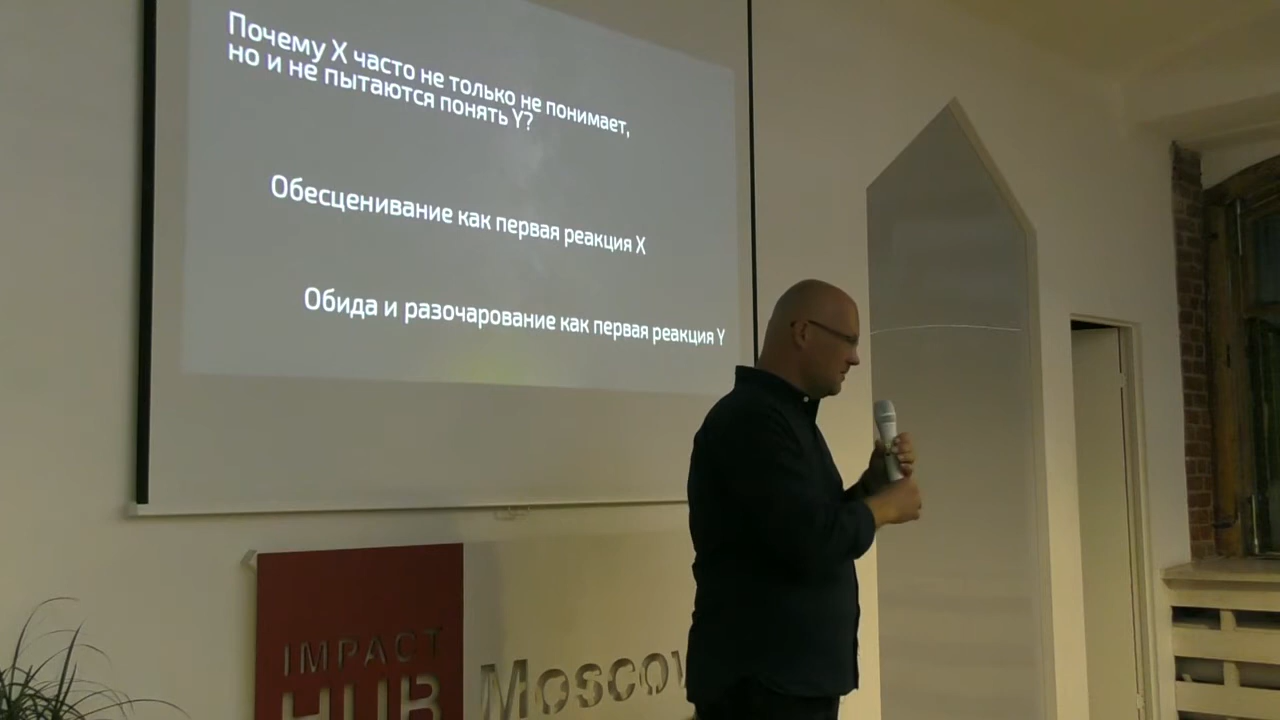 Почему X часто не только не понимает,
но и не пытаются понять Y?
Обесценивание как первая реакция X
Обида и разочарование как первая реакция Y
IMPACT
HUB
Moscow